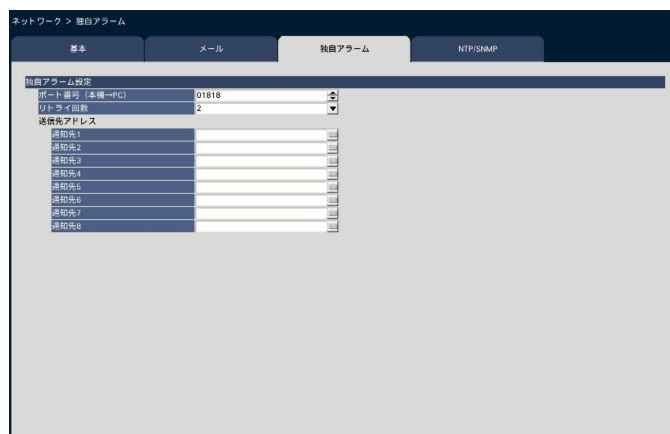 ネットワーク > 独自アラーム
基本 メール 独自アラーム NTP/SNMP
独自アラーム設定
ポート番号（本機→PC） 01818
リトライ回数 2
送信先アドレス
通知先1
通知先2
通知先3
通知先4
通知先5
通知先6
通知先7
通知先8